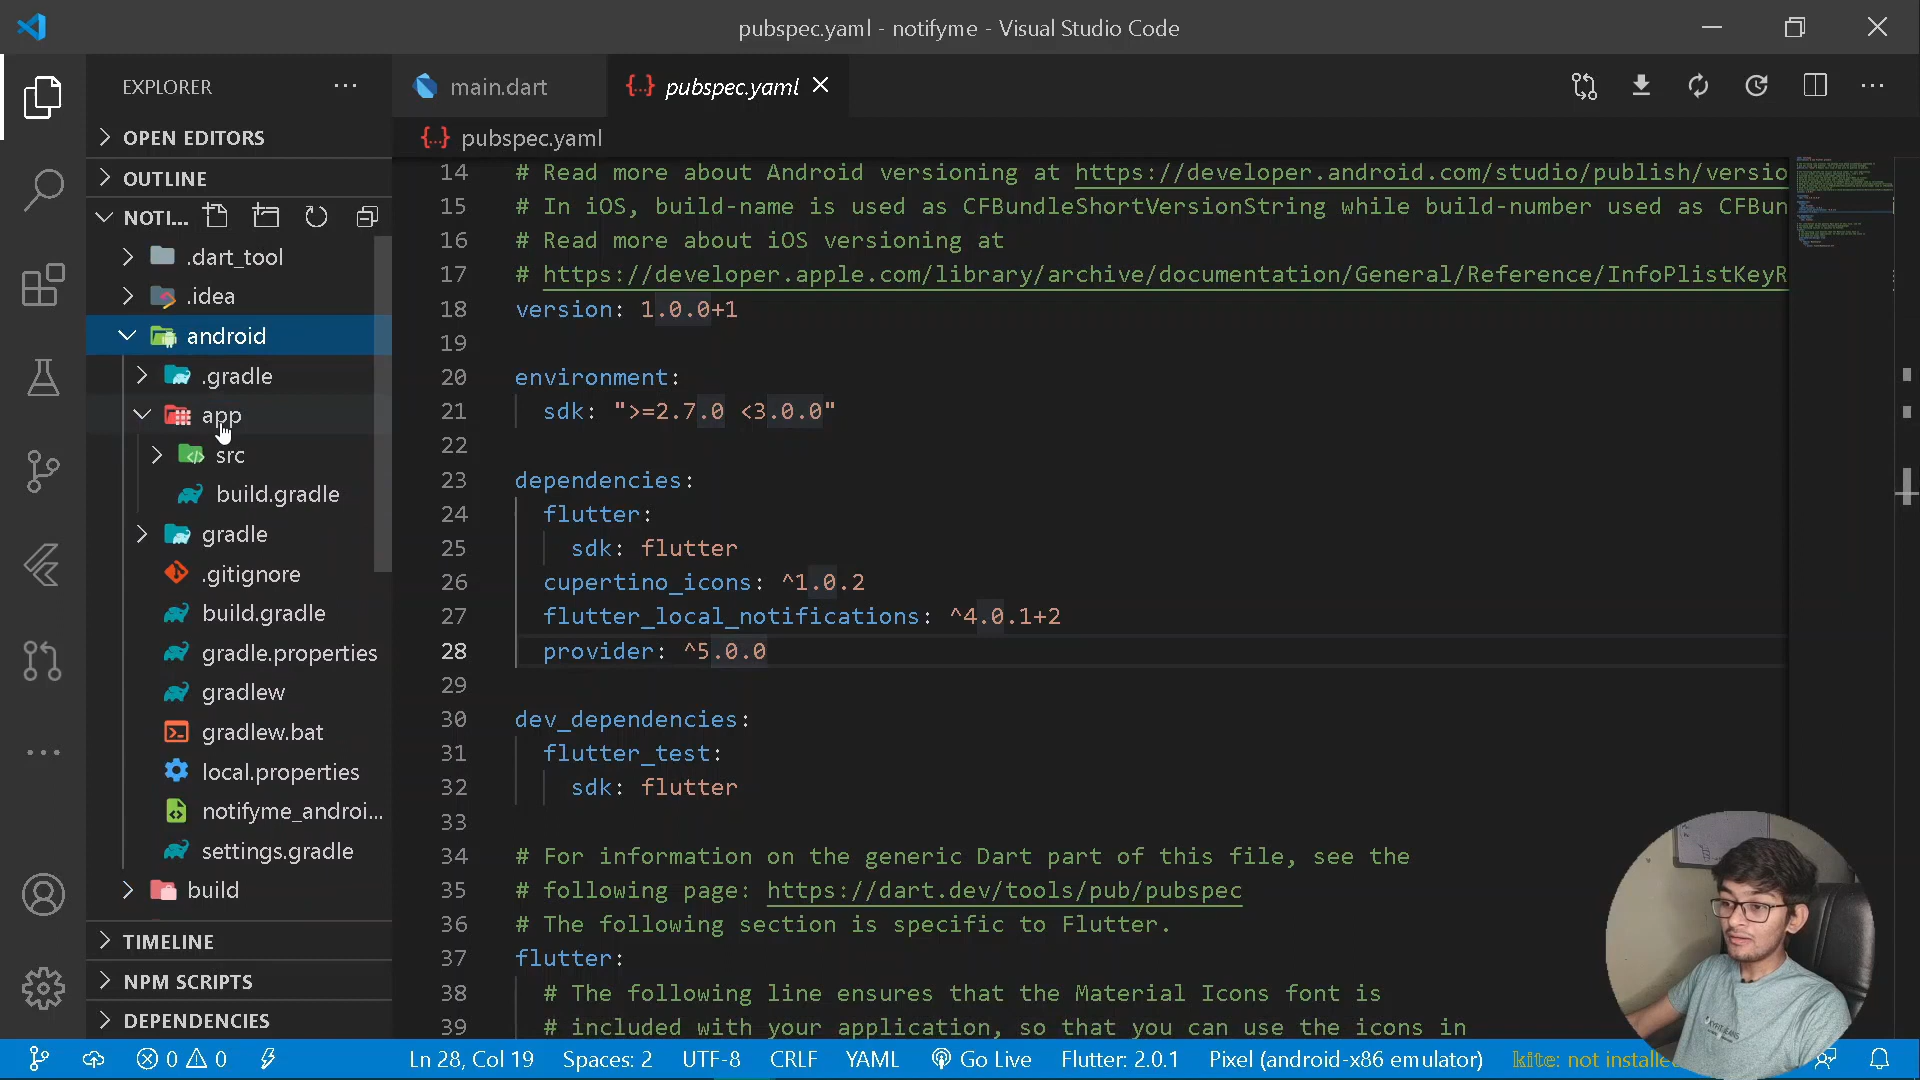 pubspec.yaml - notifyme - Visual Studio Code
EXPLORER
OPEN EDITORS
OUTLINE
NOTI...
.dart_tool
.idea
android
.gradle
app
src
build.gradle
gradle
.gitignore
build.gradle
gradle.properties
gradlew
gradlew.bat
local.properties
notifyme_androi...
settings.gradle
build
TIMELINE
NPM SCRIPTS
DEPENDENCIES
main.dart
pubspec.yaml
pubspec.yaml
14 # Read more about Android versioning at https://developer.android.com/studio/publish/versio
15 # In iOS, build-name is used as CFBundleShortVersionString while build-number used as CFBun
16 # Read more about iOS versioning at
17 # https://developer.apple.com/library/archive/documentation/General/Reference/InfoPlistKeyR
18 version: 1.0.0+1
19
20 environment:
21 sdk: ">=2.7.0 <3.0.0"
22
23 dependencies:
24 flutter:
25 sdk: flutter
26 cupertino_icons: ^1.0.2
27 flutter_local_notifications: ^4.0.1+2
28 provider: ^5.0.0
29
30 dev_dependencies:
31 flutter_test:
32 sdk: flutter
33
34 # For information on the generic Dart part of this file, see the
35 # following page: https://dart.dev/tools/pub/pubspec
36 # The following section is specific to Flutter.
37 flutter:
38 # The following line ensures that the Material Icons font is
39 # included with your application, so that you can use the icons in
0 0 Ln 28, Col 19 Spaces: 2 UTF-8 CRLF YAML Go Live Flutter: 2.0.1 Pixel (android-x86 emulator) kite: not installe